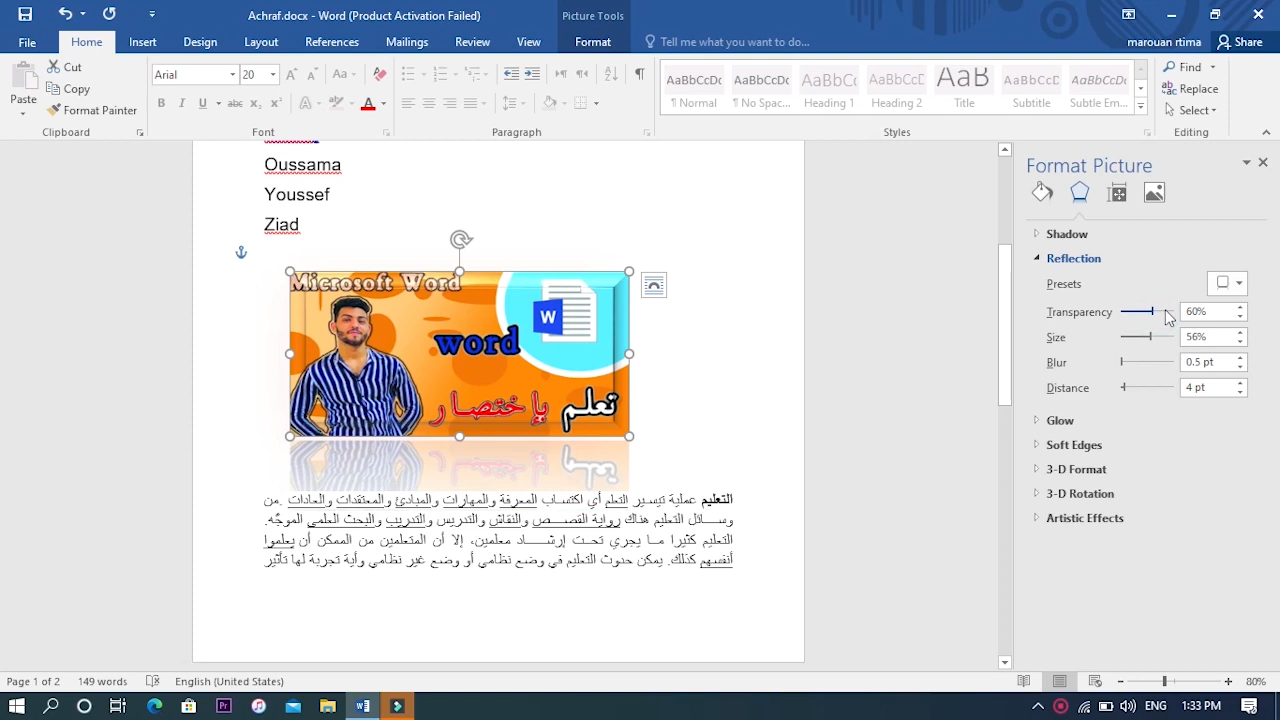 1 - Word (Product Activation Failed)
Picture Tools
File Home Insert Design Layout References Mailings Review View Format Tell me what you want to do... marouan rtima Share
Paste
Cut
Copy
Format Painter
Clipboard
Arial 20
Font
Paragraph
AaBbCcDc AaBbCcDc AaBbCc AaBbCcD AaB AaBbCcD AaBbCcDc
¶ Normal ¶ No Spac... Heading 1 Heading 2 Title Subtitle Subtle Em...
Styles
Find
Replace
Select
Editing
Oussama
Youssef
Ziad
Microsoft Word
W
word
تعلم بإختصار
التعليم عملية تيسير التعلم أي اكتساب المعرفة والمهارات والمبادئ والمعتقدات والعادات .من
وسائل التعليم هناك رواية القصص والنقاش والتدريس والتدريب والبحث العلمي الموجّه.
التعليم كثيرا ما يجري تحت إرشاد معلمين، إلا أن المتعلمين من الممكن أن يعلموا
أنفسهم كذلك. يمكن حدوث التعليم في وضع نظامي أو وضع غير نظامي وأية تجربة لها تأثير
Format Picture
Shadow
Reflection
Presets
Transparency 60%
Size 56%
Blur 0.5 pt
Distance 4 pt
Glow
Soft Edges
3-D Format
3-D Rotation
Artistic Effects
Page 1 of 2 149 words English (United States) 80%
ENG 1:33 PM